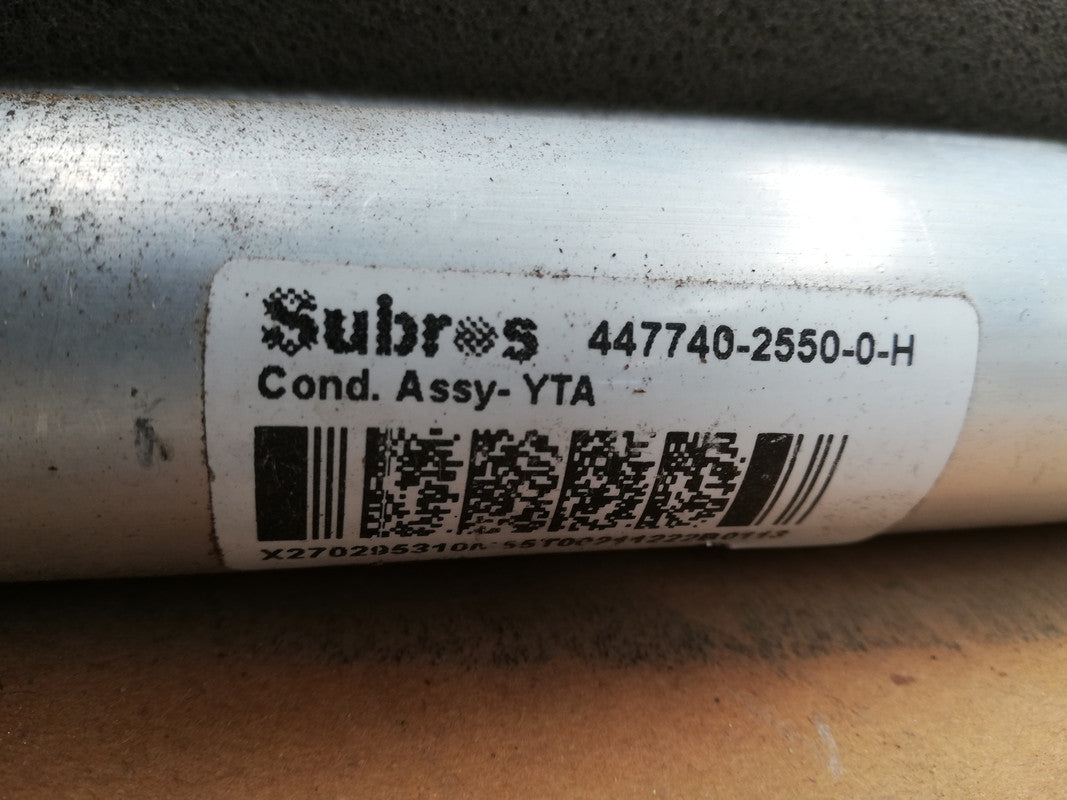 Subros 447740-2550-0-H
Cond. Assy- YTA